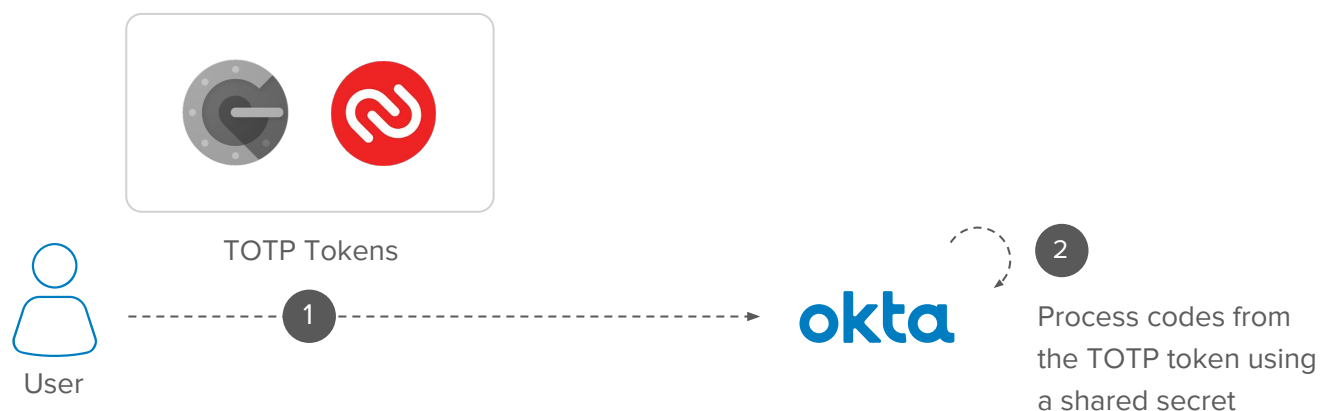 TOTP Tokens
User
1
okta
2
Process codes from
the TOTP token using
a shared secret